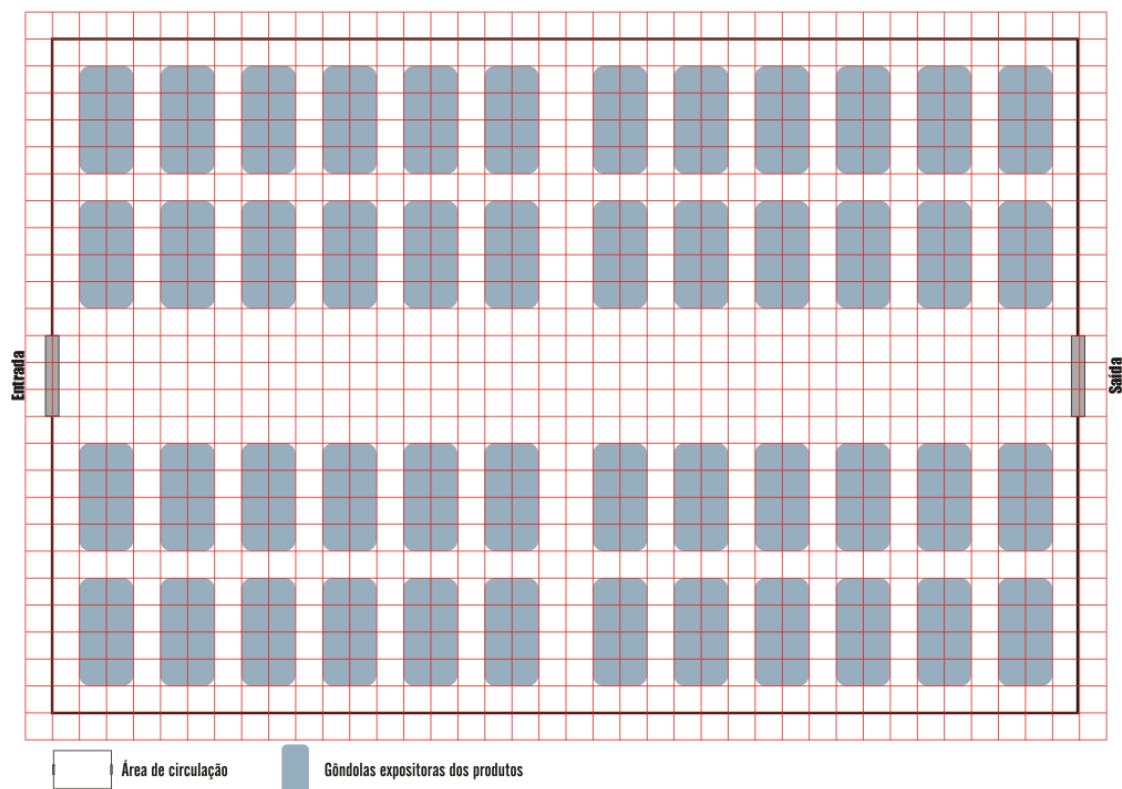 Entrada
Saída
Área de circulação
Gôndolas expositoras dos produtos